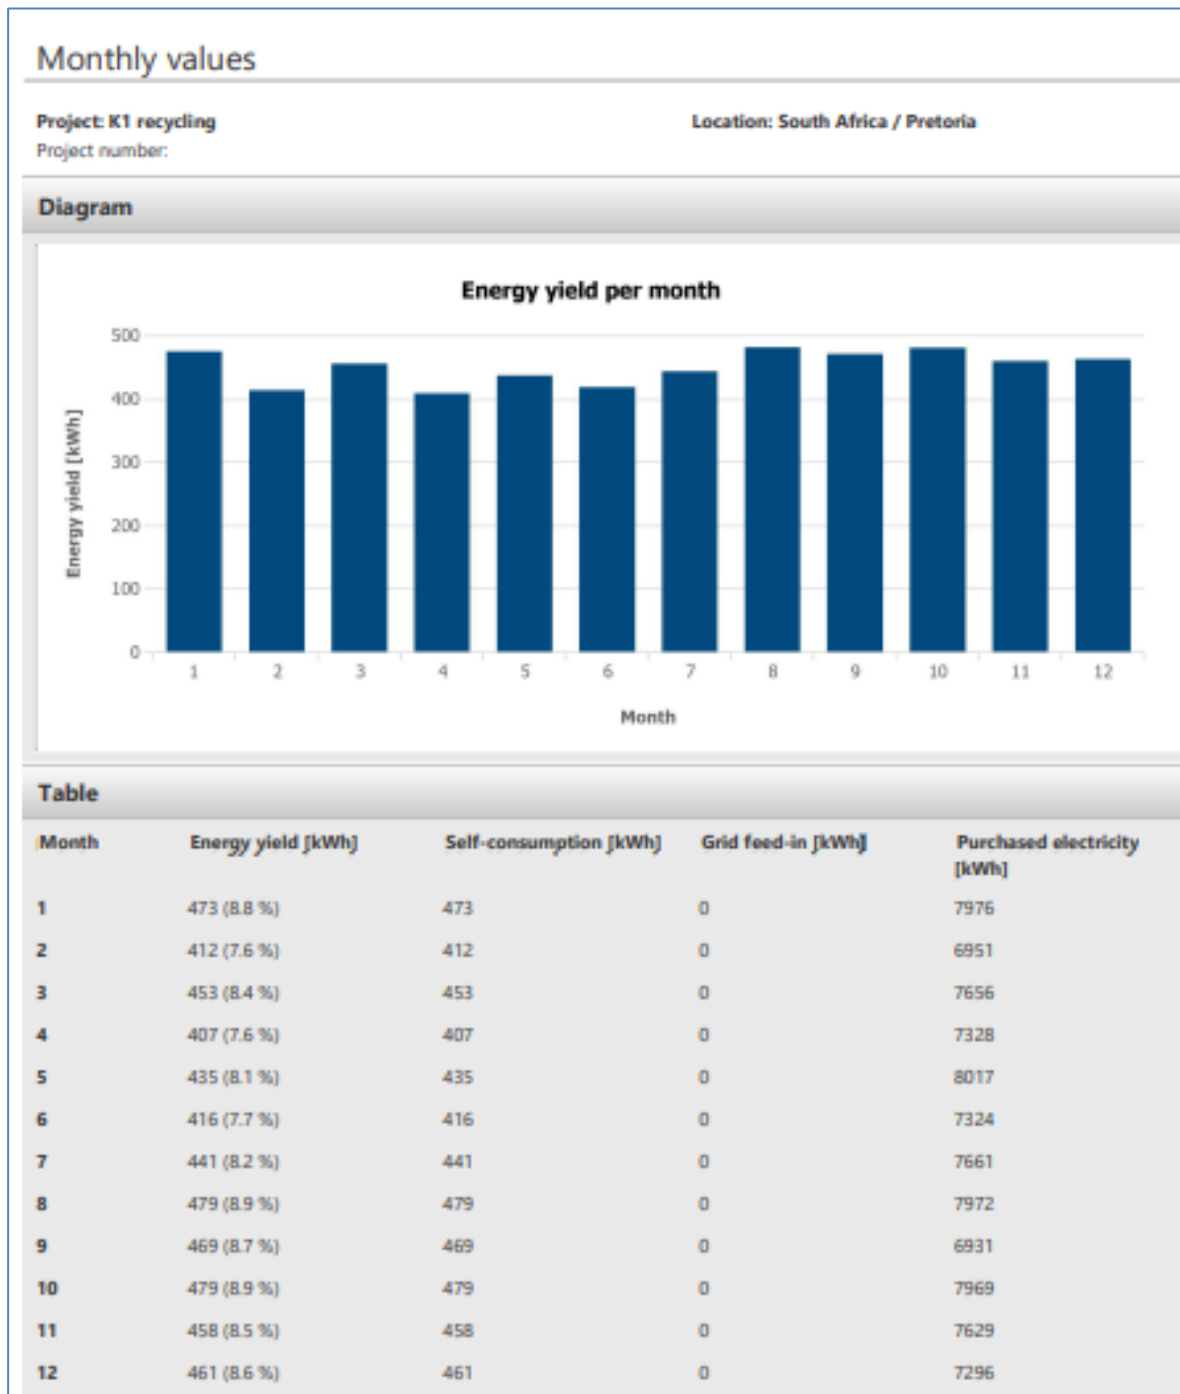 Monthly values
Project: K1 recycling Location: South Africa / Pretoria
Project number:
Diagram
Energy yield per month
500
400
300
200
100
0
Energy yield [kWh]
1 2 3 4 5 6 7 8 9 10 11 12
Month
Table
Month Energy yield [kWh] Self-consumption [kWh] Grid feed-in [kWh] Purchased electricity
[kWh]
1 473 (8.8 %) 473 0 7976
2 412 (7.6 %) 412 0 6951
3 453 (8.4 %) 453 0 7656
4 407 (7.6 %) 407 0 7328
5 435 (8.1 %) 435 0 8017
6 416 (7.7 %) 416 0 7324
7 441 (8.2 %) 441 0 7661
8 479 (8.9 %) 479 0 7972
9 469 (8.7 %) 469 0 6931
10 479 (8.9 %) 479 0 7969
11 458 (8.5 %) 458 0 7629
12 461 (8.6 %) 461 0 7296